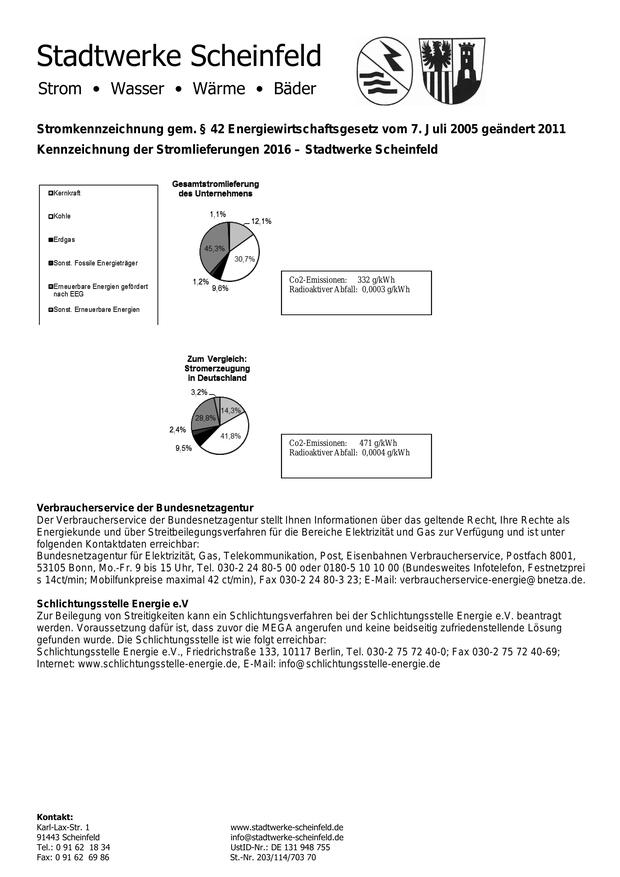 Stadtwerke Scheinfeld
Strom • Wasser • Wärme • Bäder
Stromkennzeichnung gem. § 42 Energiewirtschaftsgesetz vom 7. Juli 2005 geändert 2011
Kennzeichnung der Stromlieferungen 2016 – Stadtwerke Scheinfeld
Kernkraft
Kohle
Erdgas
Sonst. Fossile Energieträger
Erneuerbare Energien gefördert
nach EEG
Sonst. Erneuerbare Energien
Gesamtstromlieferung
des Unternehmens
1,1%
12,1%
45,3%
30,7%
1,2%
9,6%
Co2-Emissionen: 332 g/kWh
Radioaktiver Abfall: 0,0003 g/kWh
Zum Vergleich:
Stromerzeugung
in Deutschland
3,2%
14,3%
28,8%
2,4%
41,8%
9,5%
Co2-Emissionen: 471 g/kWh
Radioaktiver Abfall: 0,0004 g/kWh
Verbraucherservice der Bundesnetzagentur
Der Verbraucherservice der Bundesnetzagentur stellt Ihnen Informationen über das geltende Recht, Ihre Rechte als
Energiekunde und über Streitbeilegungsverfahren für die Bereiche Elektrizität und Gas zur Verfügung und ist unter
folgenden Kontaktdaten erreichbar:
Bundesnetzagentur für Elektrizität, Gas, Telekommunikation, Post, Eisenbahnen Verbraucherservice, Postfach 8001,
53105 Bonn, Mo.-Fr. 9 bis 15 Uhr, Tel. 030-2 24 80-5 00 oder 0180-5 10 10 00 (Bundesweites Infotelefon, Festnetzprei
s 14ct/min; Mobilfunkpreise maximal 42 ct/min), Fax 030-2 24 80-3 23; E-Mail: verbraucherservice-energie@bnetza.de.
Schlichtungsstelle Energie e.V
Zur Beilegung von Streitigkeiten kann ein Schlichtungsverfahren bei der Schlichtungsstelle Energie e.V. beantragt
werden. Voraussetzung dafür ist, dass zuvor die MEGA angerufen und keine beidseitig zufriedenstellende Lösung
gefunden wurde. Die Schlichtungsstelle ist wie folgt erreichbar:
Schlichtungsstelle Energie e.V., Friedrichstraße 133, 10117 Berlin, Tel. 030-2 75 72 40-0; Fax 030-2 75 72 40-69;
Internet: www.schlichtungsstelle-energie.de, E-Mail: info@schlichtungsstelle-energie.de
Kontakt:
Karl-Lax-Str. 1
91443 Scheinfeld
Tel.: 0 91 62 18 34
Fax: 0 91 62 69 86
www.stadtwerke-scheinfeld.de
info@stadtwerke-scheinfeld.de
UstID-Nr.: DE 131 948 755
St.-Nr. 203/114/703 70